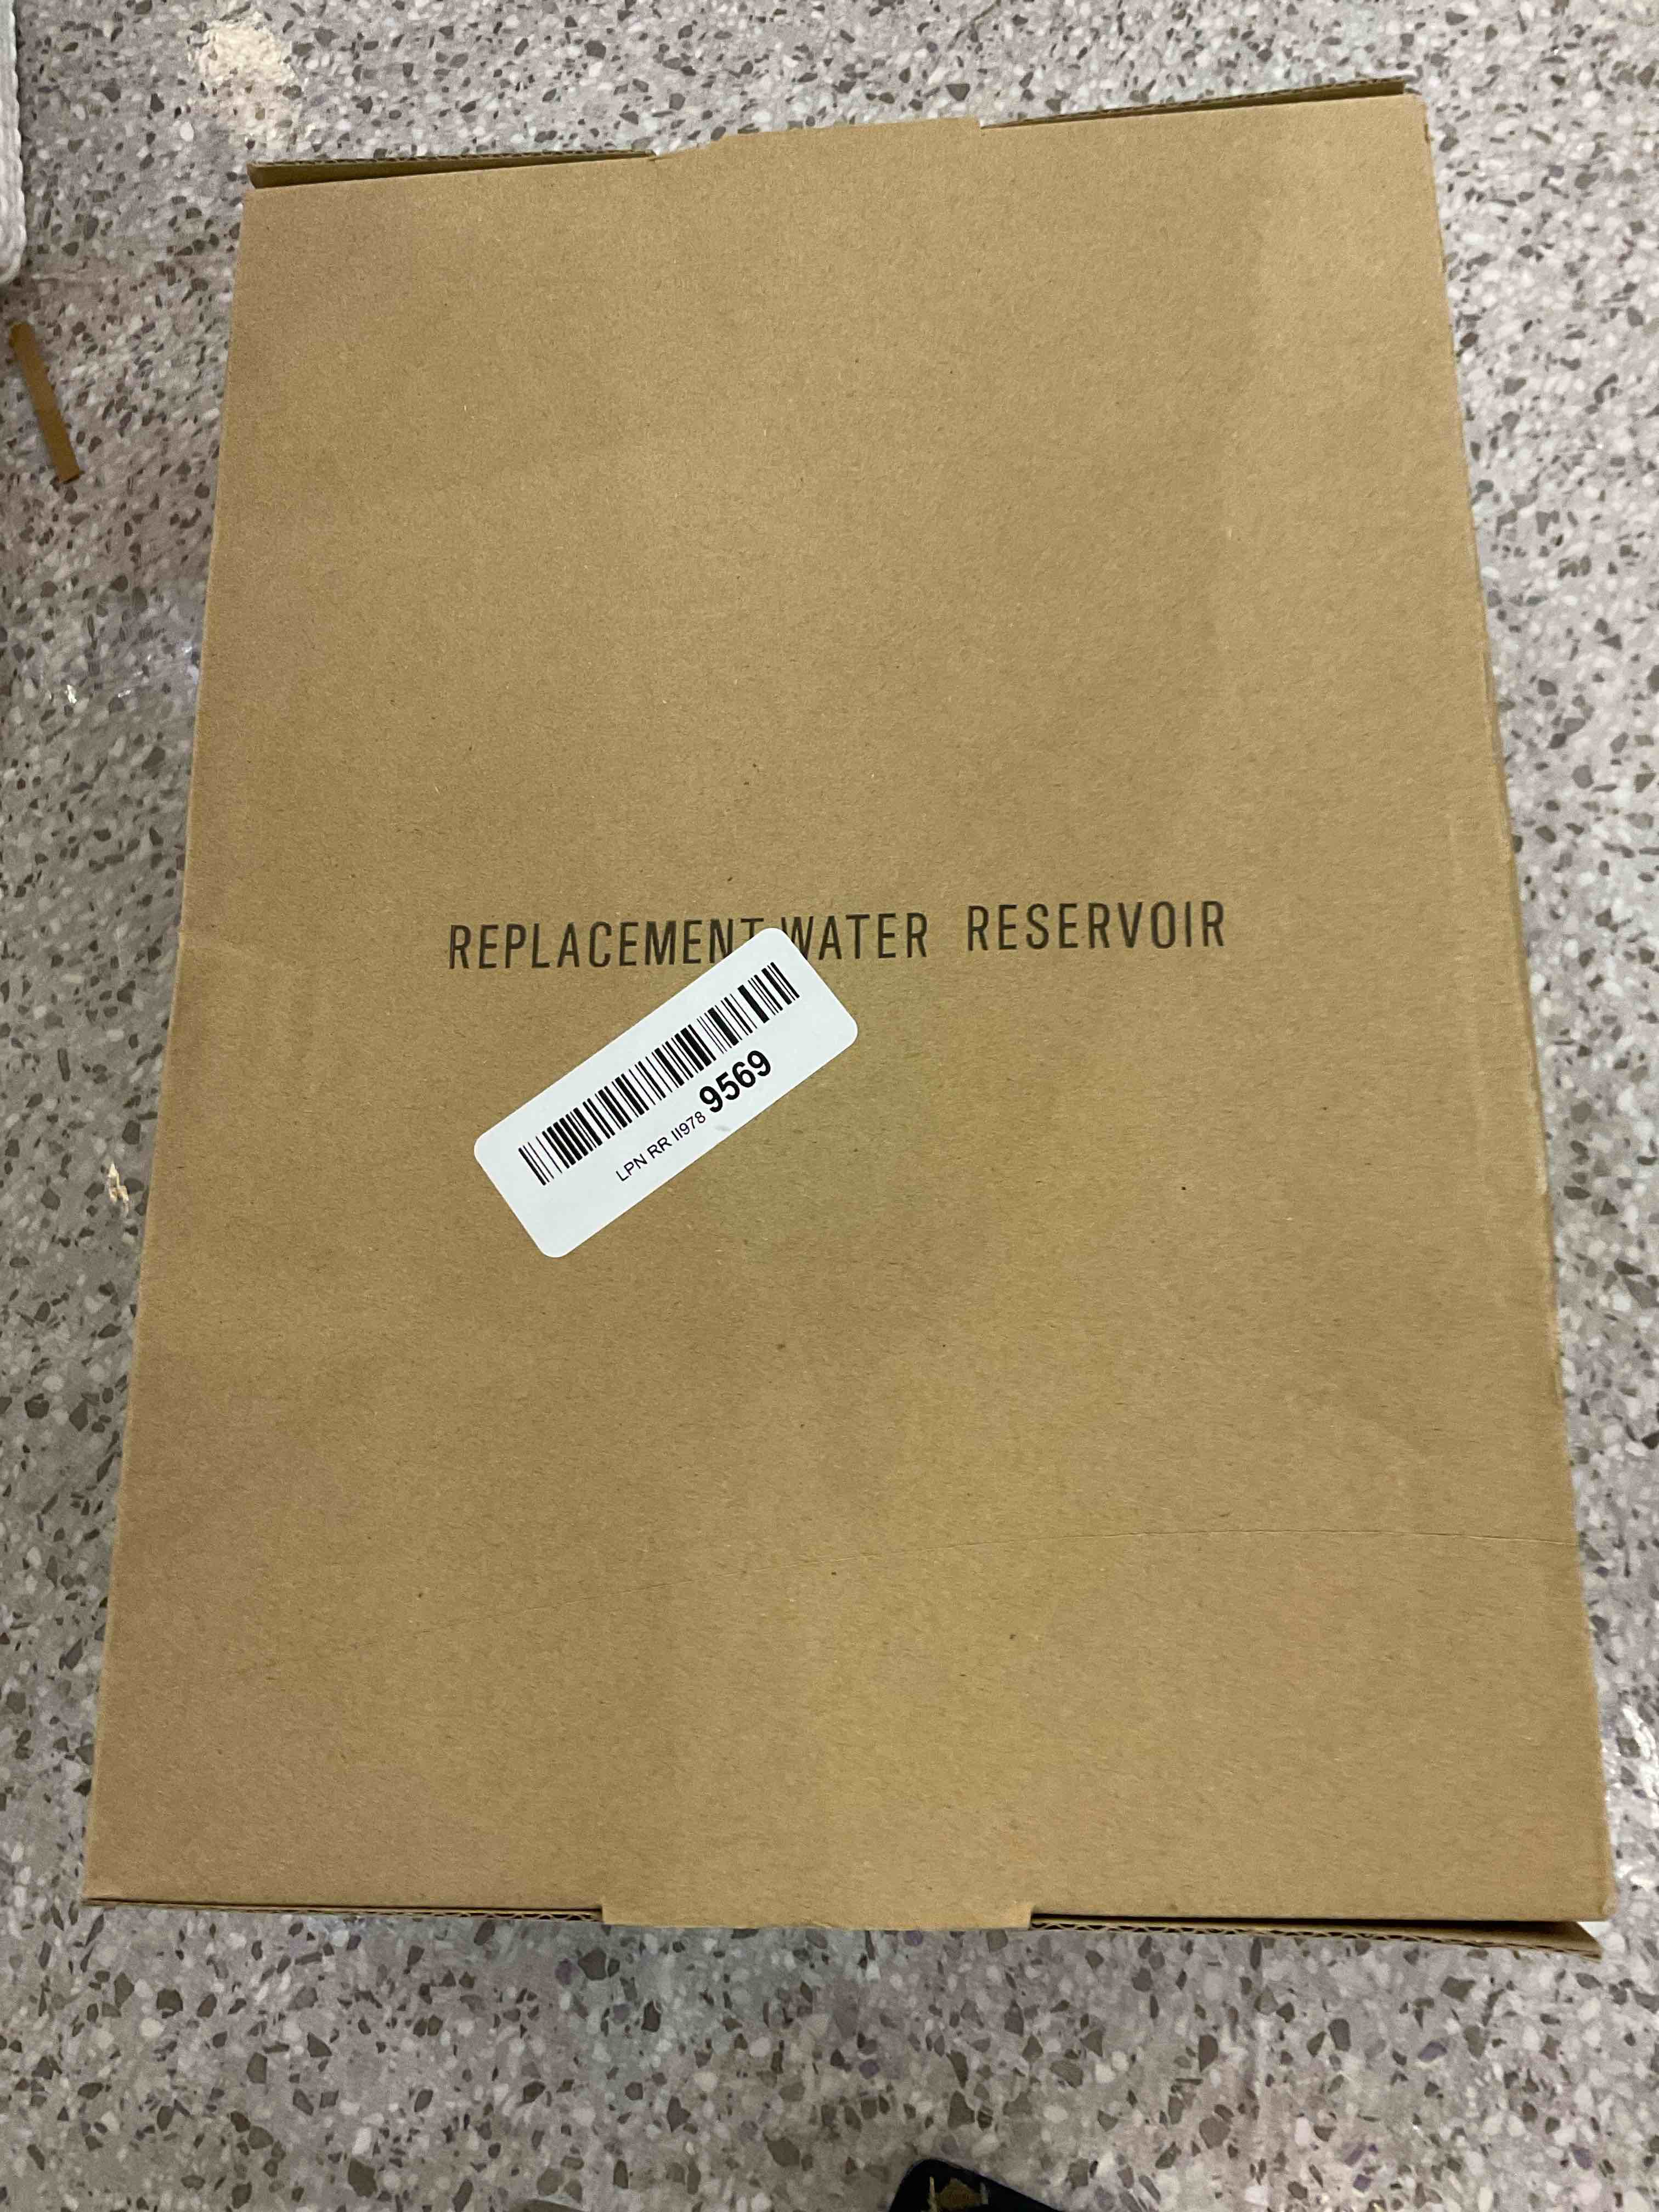 REPLACEMENT WATER RESERVOIR
LPN RR II978 9569